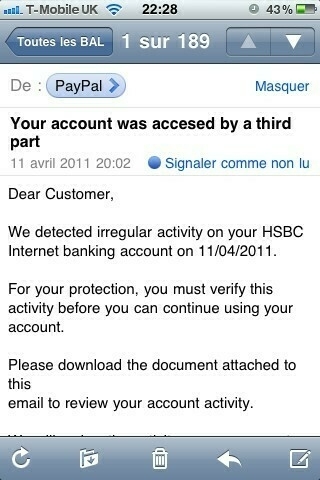 T-Mobile UK 22:28 43%
Toutes les BAL 1 sur 189
De : PayPal Masquer
Your account was accesed by a third
part
11 avril 2011 20:02 Signaler comme non lu
Dear Customer,
We detected irregular activity on your HSBC
Internet banking account on 11/04/2011.
For your protection, you must verify this
activity before you can continue using your
account.
Please download the document attached to
this
email to review your account activity.